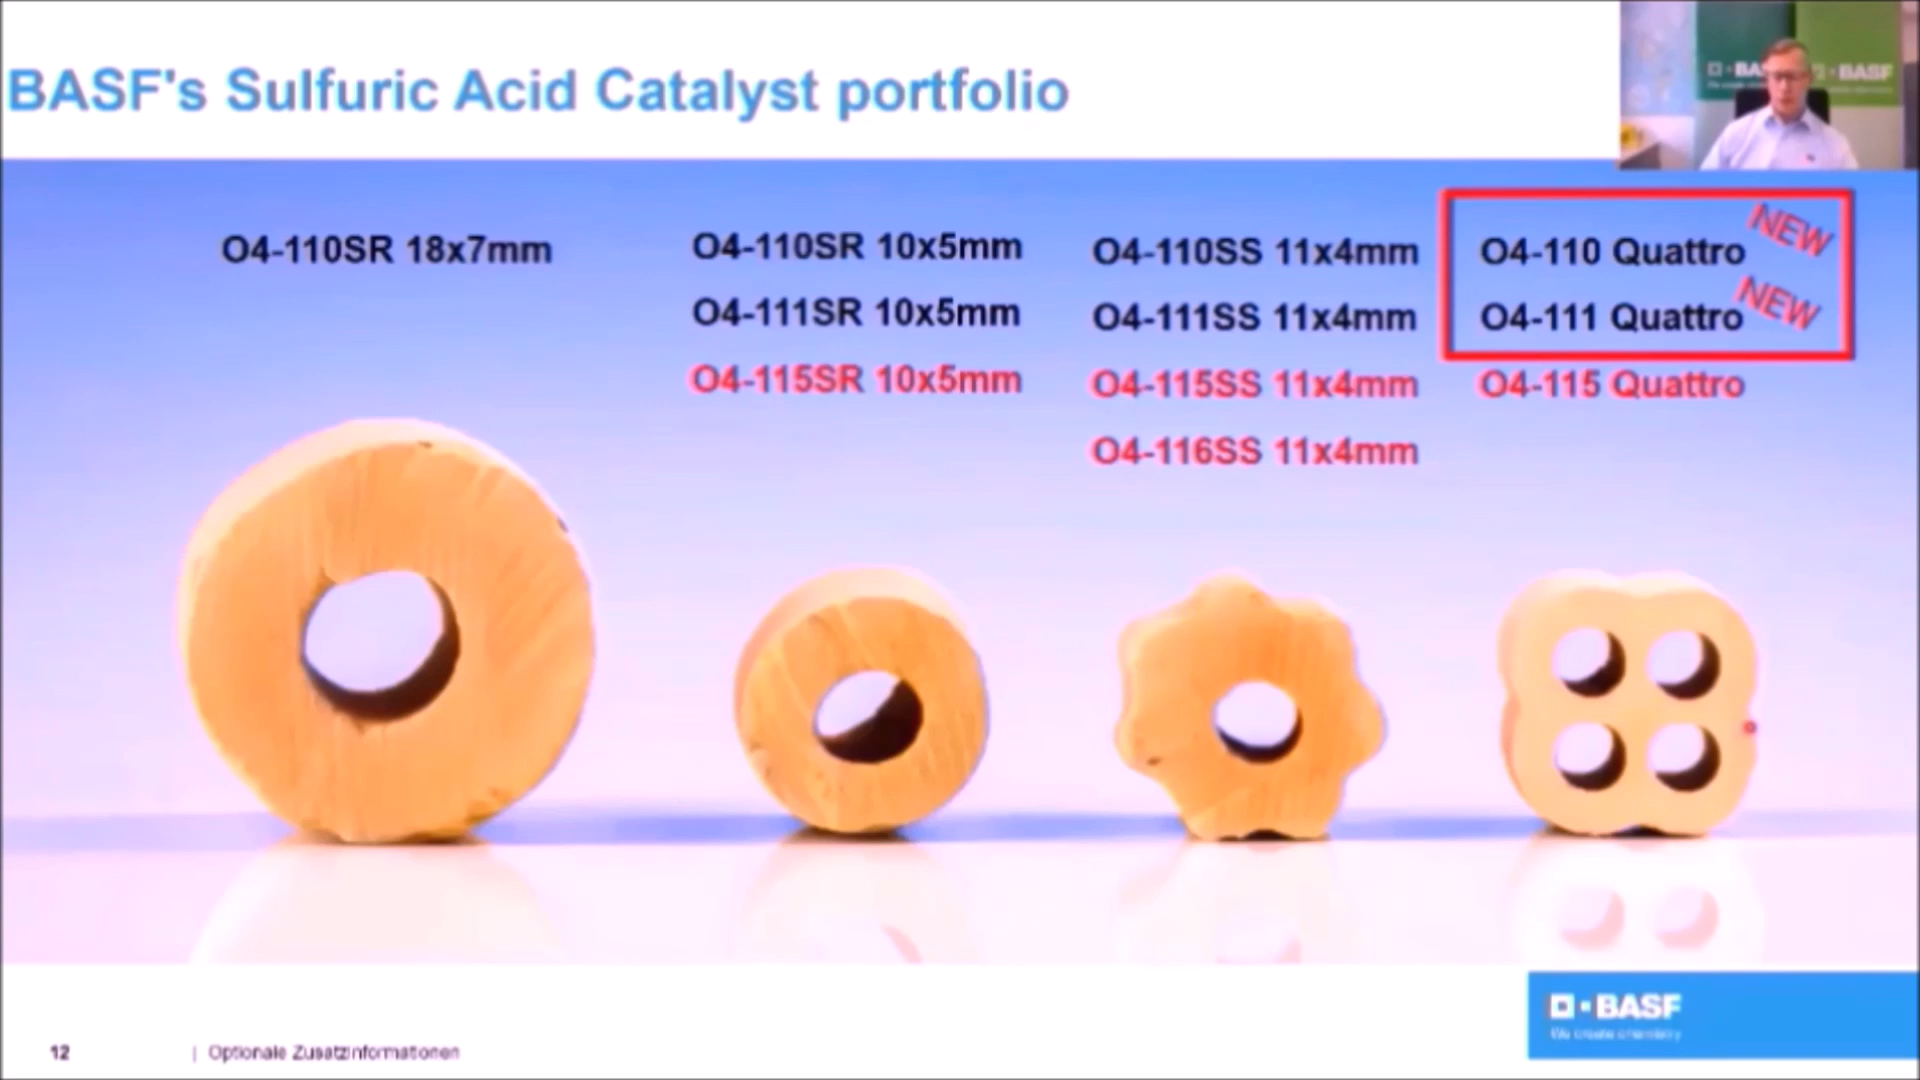 BASF's Sulfuric Acid Catalyst portfolio
BASF
BASF
O4-110SR 18x7mm
O4-110SR 10x5mm
O4-111SR 10x5mm
O4-115SR 10x5mm
O4-110SS 11x4mm
O4-111SS 11x4mm
O4-115SS 11x4mm
O4-116SS 11x4mm
O4-110 Quattro NEW
O4-111 Quattro NEW
O4-115 Quattro
12 | Optionale Zusatzinformationen
BASF
We create chemistry